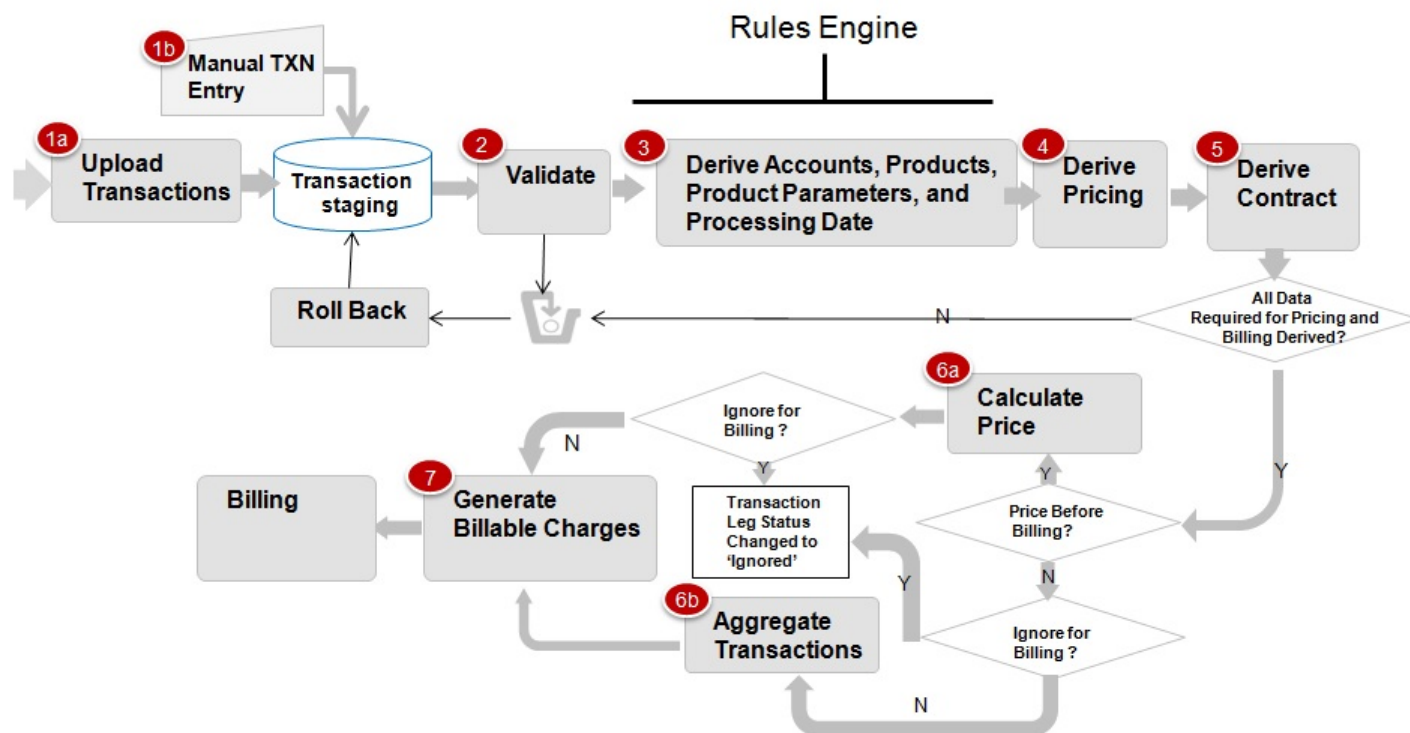 Rules Engine
1b
Manual TXN
Entry
1a
Upload
Transactions
Transaction
staging
2
Validate
3
Derive Accounts, Products,
Product Parameters, and
Processing Date
4
Derive
Pricing
5
Derive
Contract
Roll Back
N
All Data
Required for Pricing and
Billing Derived?
6a
Calculate
Price
Ignore for
Billing ?
N
Y
Y
Y
7
Generate
Billable Charges
Billing
Transaction
Leg Status
Changed to
‘Ignored’
Price Before
Billing?
N
Y
6b
Aggregate
Transactions
Ignore for
Billing ?
N